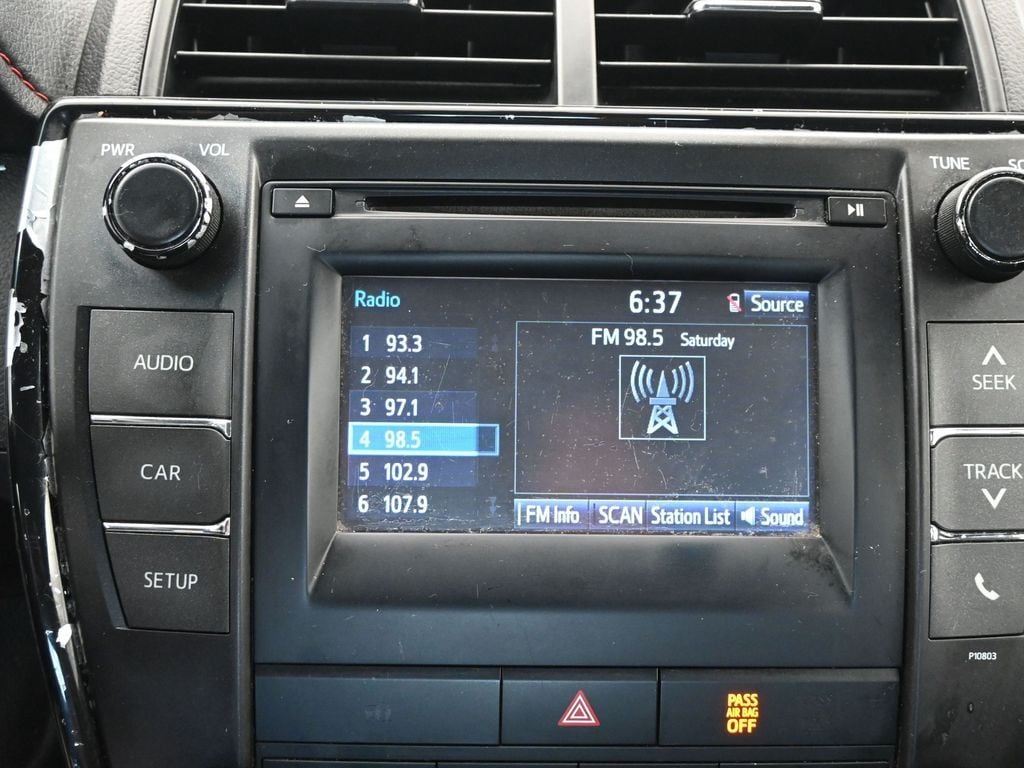 PWR VOL
TUNE
Radio 6:37 Source
FM 98.5 Saturday
1 93.3
2 94.1
3 97.1
4 98.5
5 102.9
6 107.9
FM Info SCAN Station List Sound
AUDIO
CAR
SETUP
SEEK
TRACK
P10803
PASS
AIR BAG
OFF